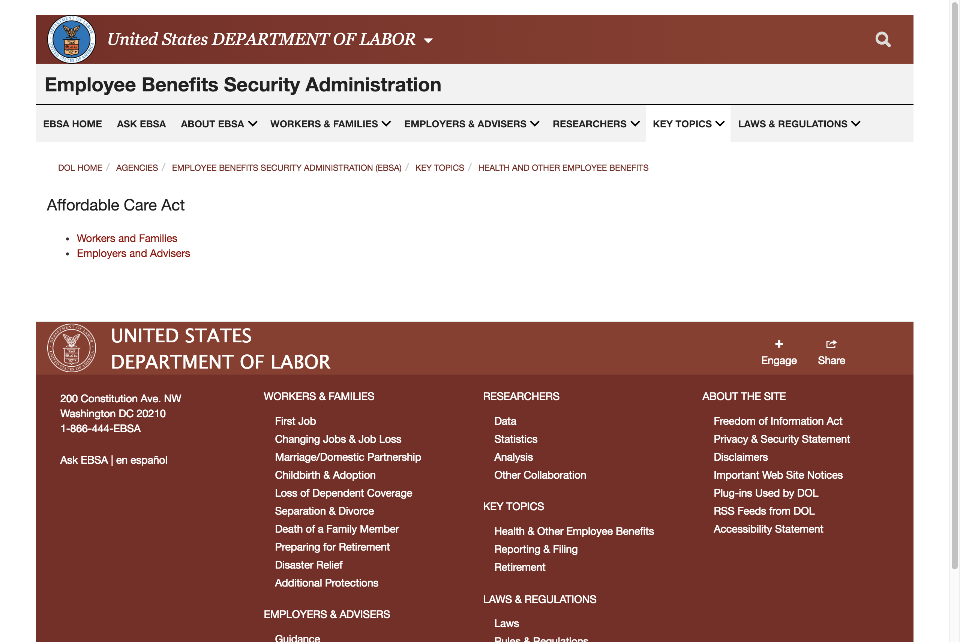 United States DEPARTMENT OF LABOR
Employee Benefits Security Administration
EBSA HOME ASK EBSA ABOUT EBSA WORKERS & FAMILIES EMPLOYERS & ADVISERS RESEARCHERS KEY TOPICS LAWS & REGULATIONS
DOL HOME / AGENCIES / EMPLOYEE BENEFITS SECURITY ADMINISTRATION (EBSA) / KEY TOPICS / HEALTH AND OTHER EMPLOYEE BENEFITS
Affordable Care Act
• Workers and Families
• Employers and Advisers
UNITED STATES
DEPARTMENT OF LABOR
Engage Share
200 Constitution Ave. NW
Washington DC 20210
1-866-444-EBSA
Ask EBSA | en español
WORKERS & FAMILIES
First Job
Changing Jobs & Job Loss
Marriage/Domestic Partnership
Childbirth & Adoption
Loss of Dependent Coverage
Separation & Divorce
Death of a Family Member
Preparing for Retirement
Disaster Relief
Additional Protections
EMPLOYERS & ADVISERS
Guidance
RESEARCHERS
Data
Statistics
Analysis
Other Collaboration
KEY TOPICS
Health & Other Employee Benefits
Reporting & Filing
Retirement
LAWS & REGULATIONS
Laws
Rules & Regulations
ABOUT THE SITE
Freedom of Information Act
Privacy & Security Statement
Disclaimers
Important Web Site Notices
Plug-ins Used by DOL
RSS Feeds from DOL
Accessibility Statement